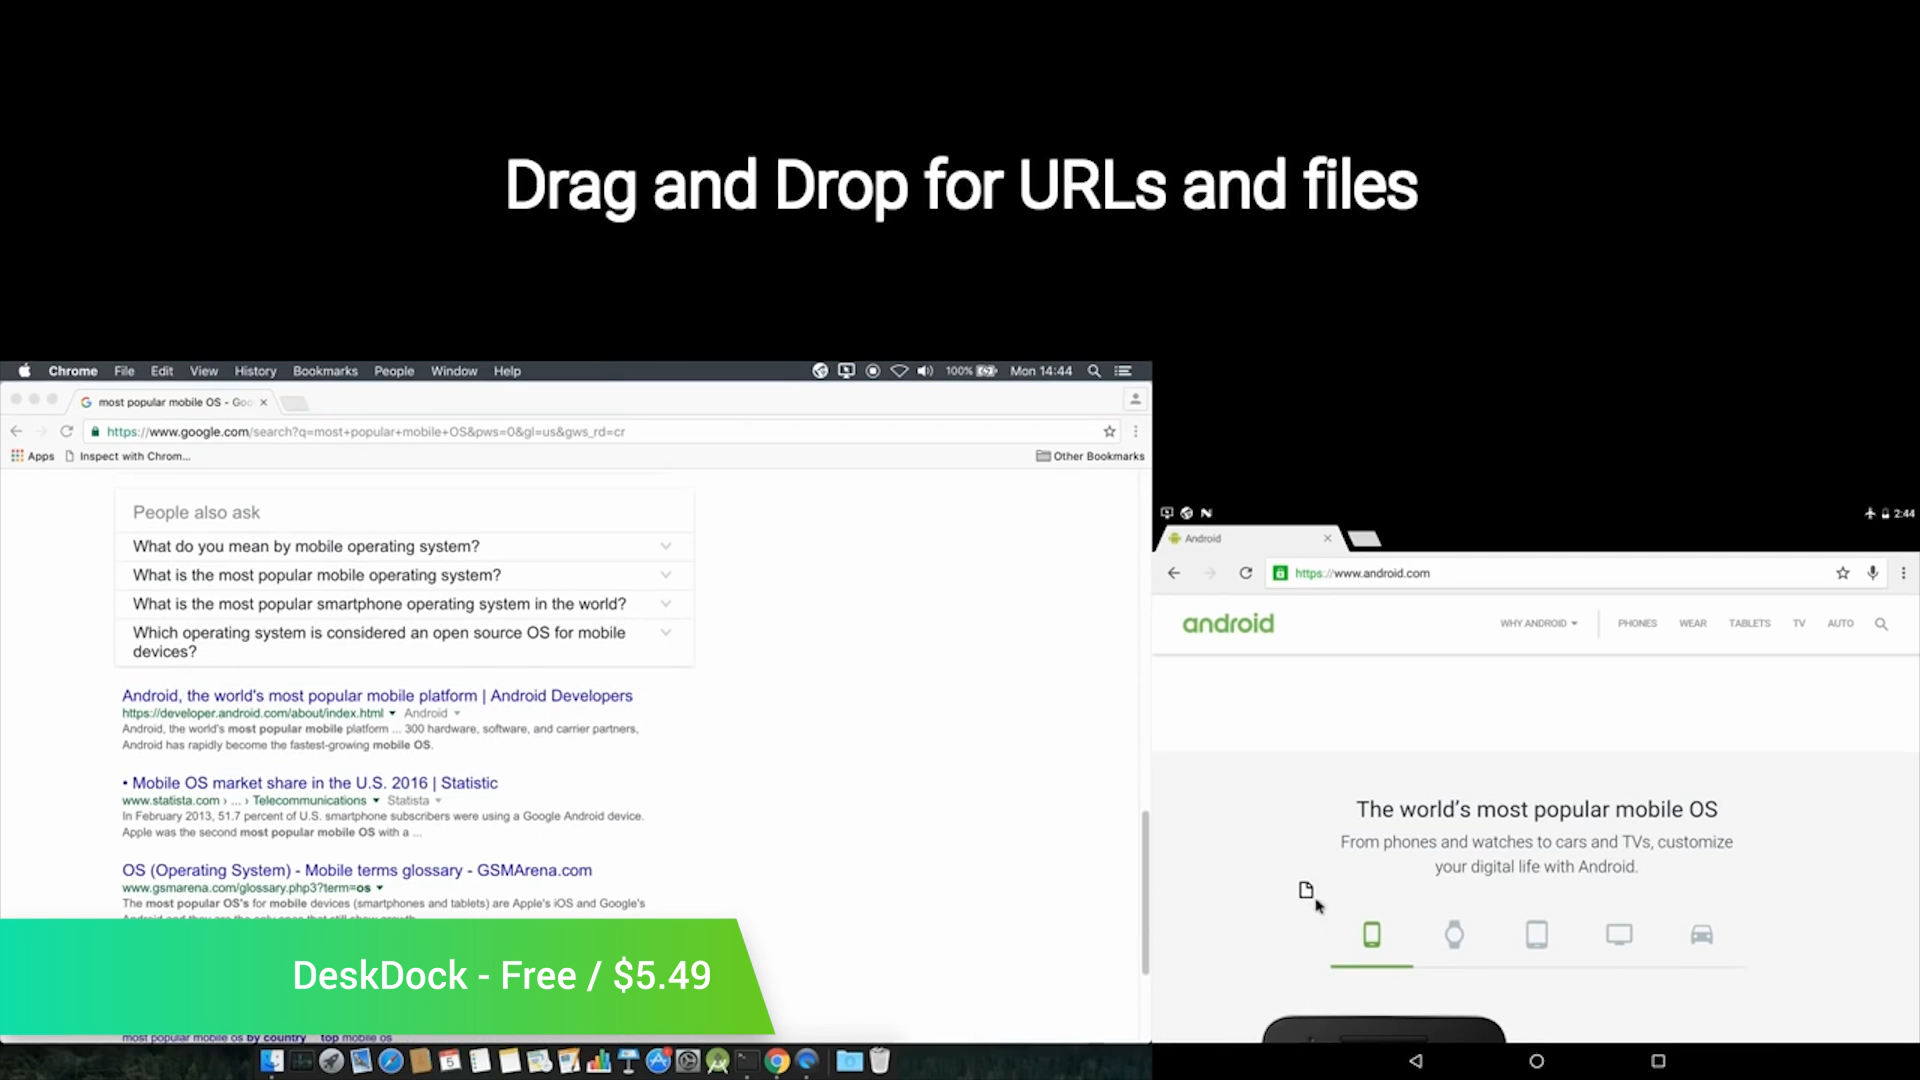 Drag and Drop for URLs and files
Chrome File Edit View History Bookmarks People Window Help 100% Mon 14:44
most popular mobile OS - Goo
https://www.google.com/search?q=most+popular+mobile+OS&pws=0&gl=us&gws_rd=cr
Apps Inspect with Chrom... Other Bookmarks
People also ask
What do you mean by mobile operating system?
What is the most popular mobile operating system?
What is the most popular smartphone operating system in the world?
Which operating system is considered an open source OS for mobile
devices?
Android, the world's most popular mobile platform | Android Developers
https://developer.android.com/about/index.html Android
Android, the world's most popular mobile platform ... 300 hardware, software, and carrier partners,
Android has rapidly become the fastest-growing mobile OS.
• Mobile OS market share in the U.S. 2016 | Statistic
www.statista.com › ... › Telecommunications Statista
In February 2013, 51.7 percent of U.S. smartphone subscribers were using a Google Android device.
Apple was the second most popular mobile OS with a ...
OS (Operating System) - Mobile terms glossary - GSMArena.com
www.gsmarena.com/glossary.php3?term=os
The most popular OS's for mobile devices (smartphones and tablets) are Apple's iOS and Google's
DeskDock - Free / $5.49
most popular mobile os by country top mobile os
2:44
Android
https://www.android.com
android WHY ANDROID PHONES WEAR TABLETS TV AUTO
The world's most popular mobile OS
From phones and watches to cars and TVs, customize
your digital life with Android.